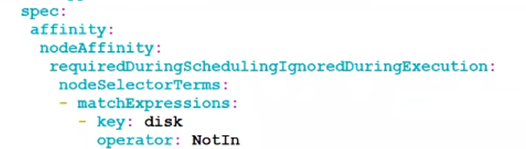 spec:
affinity:
nodeAffinity:
requiredDuringSchedulingIgnoredDuringExecution:
nodeSelectorTerms:
- matchExpressions:
- key: disk
operator: NotIn